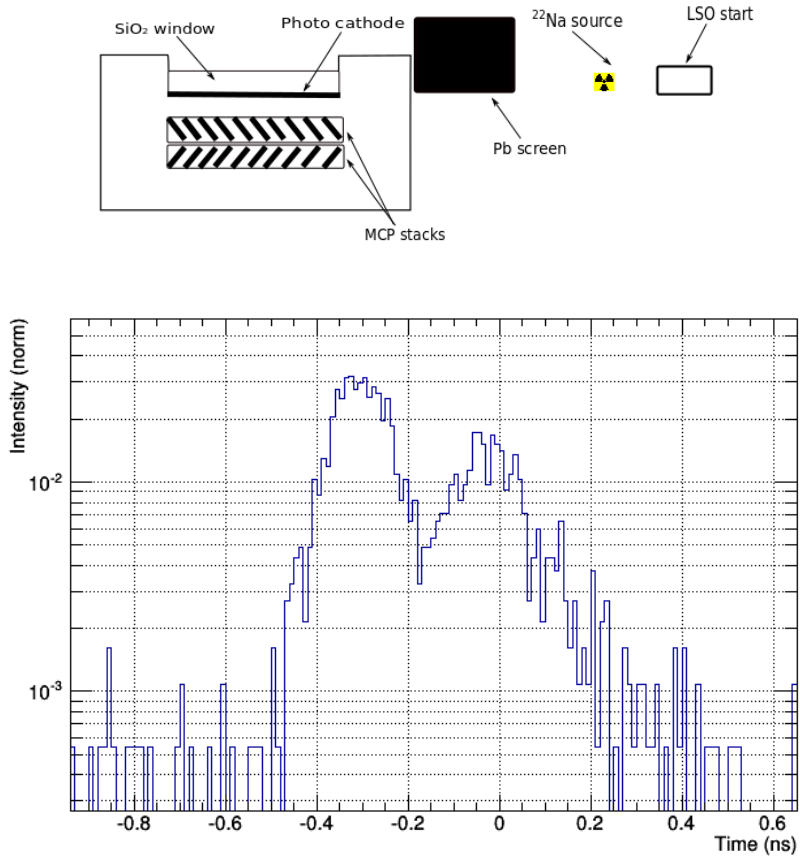 SiO₂ window
Photo cathode
²²Na source
LSO start
Pb screen
MCP stacks
Intensity (norm)
10⁻²
10⁻³
-0.8 -0.6 -0.4 -0.2 0 0.2 0.4 0.6
Time (ns)